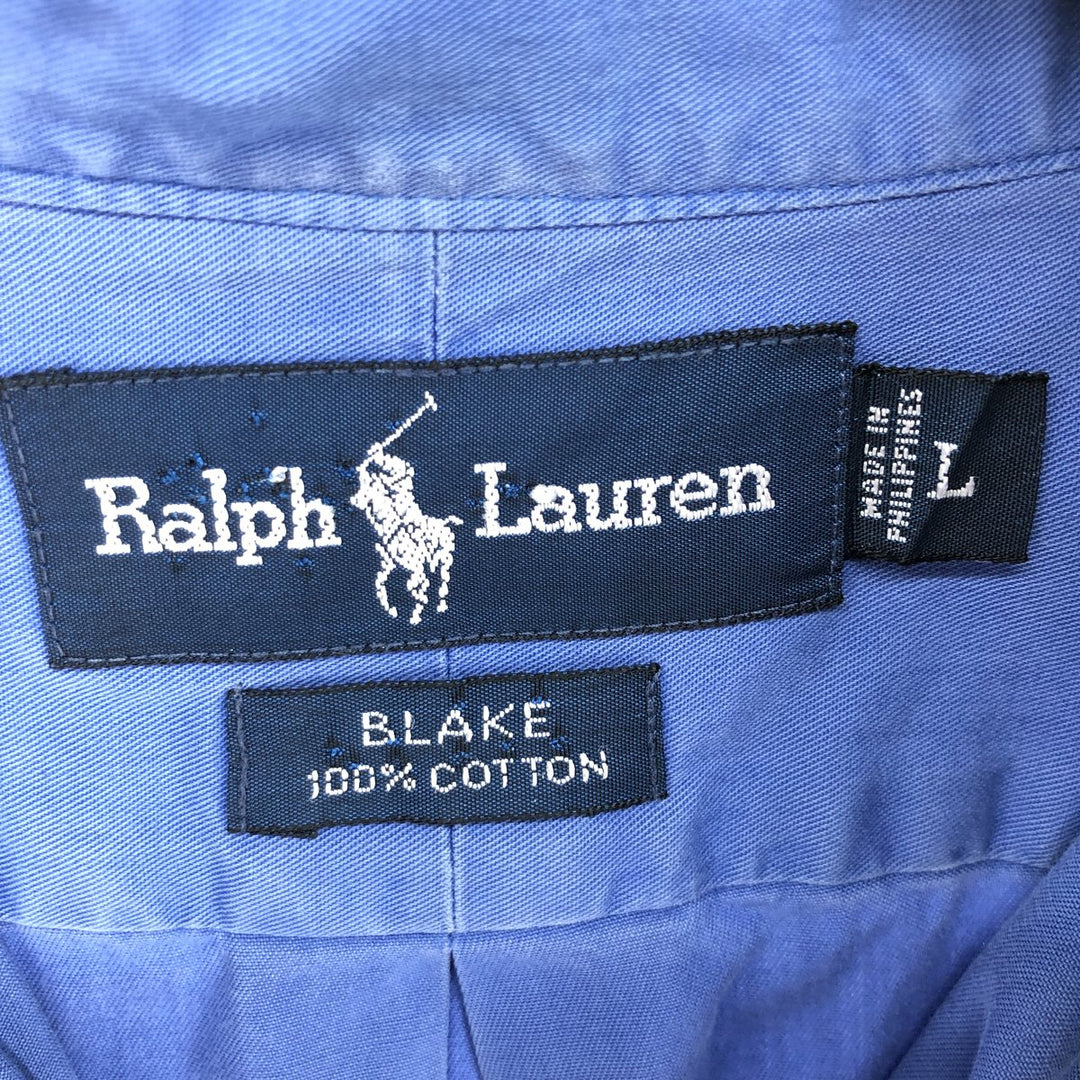 Ralph Lauren
MADE IN
PHILIPPINES
L
BLAKE
100% COTTON